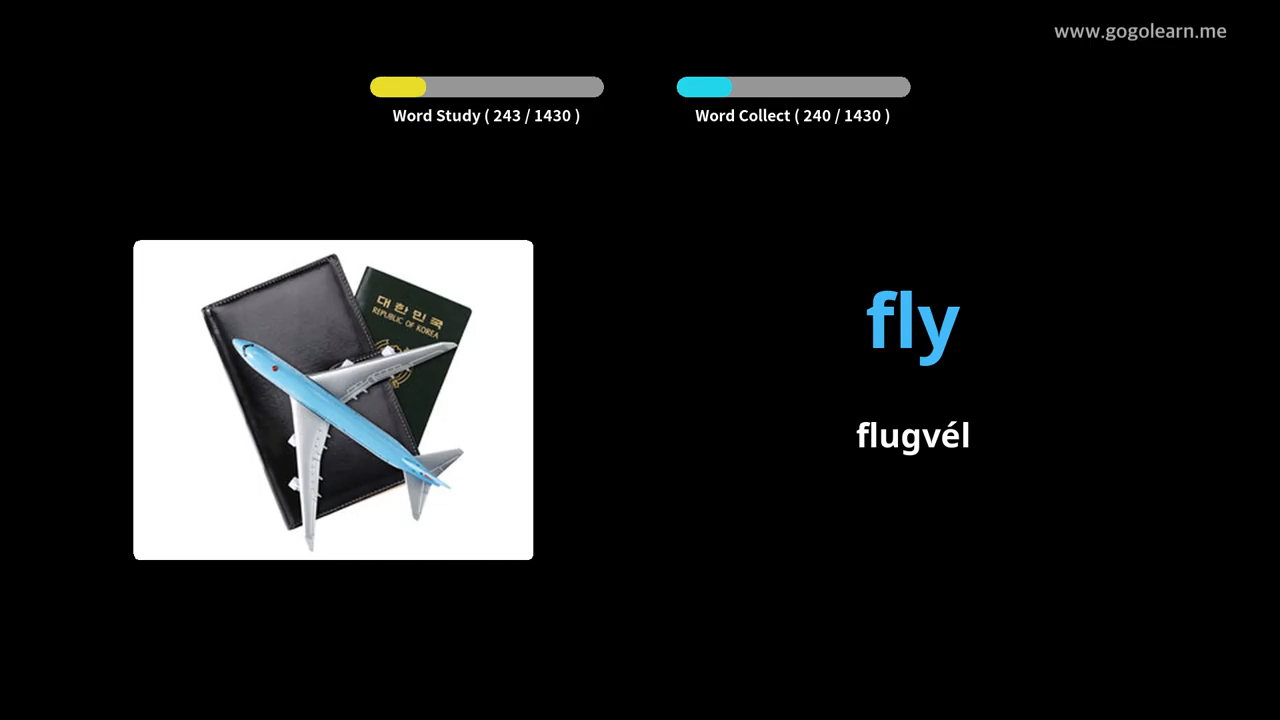 www.gogolearn.me
Word Study ( 243 / 1430 )
Word Collect ( 240 / 1430 )
대한민국
REPUBLIC OF KOREA
fly
flugvél